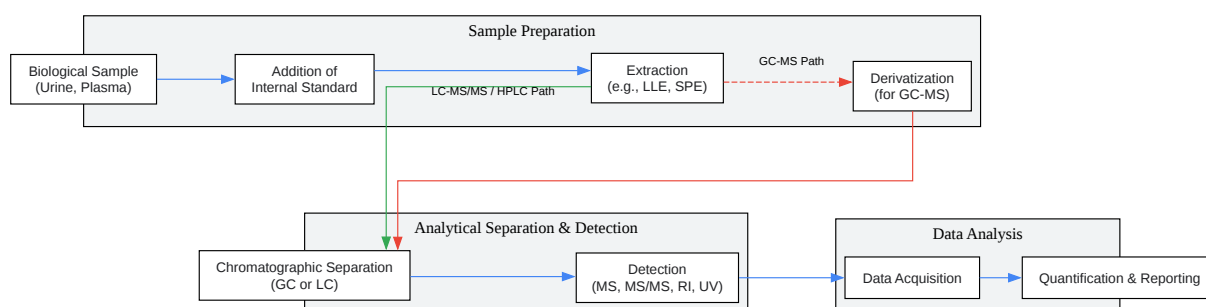 Sample Preparation
Biological Sample
(Urine, Plasma)
Addition of
Internal Standard
Extraction
(e.g., LLE, SPE)
GC-MS Path
Derivatization
(for GC-MS)
LC-MS/MS / HPLC Path
Analytical Separation & Detection
Chromatographic Separation
(GC or LC)
Detection
(MS, MS/MS, RI, UV)
Data Analysis
Data Acquisition
Quantification & Reporting